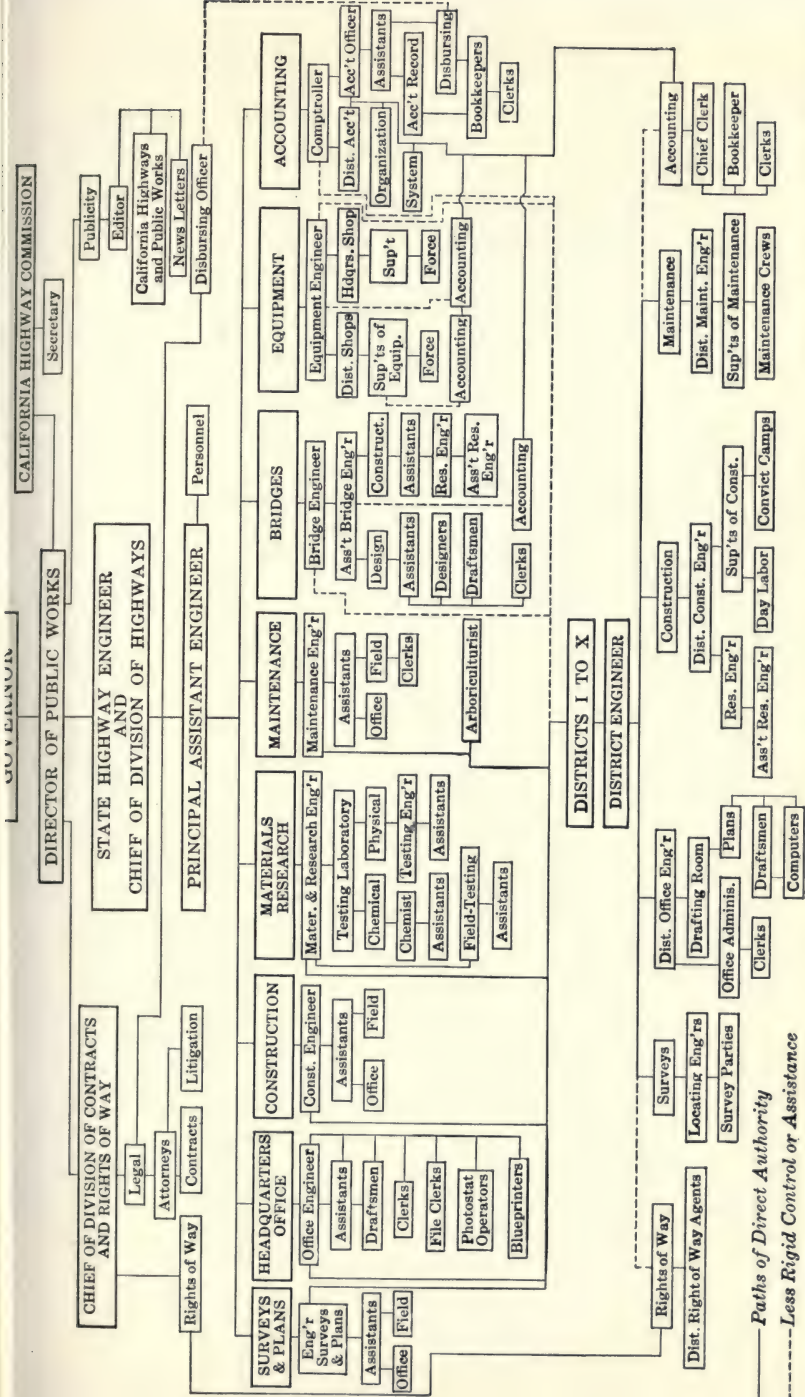 GOVERNOR
CALIFORNIA HIGHWAY COMMISSION
Secretary
DIRECTOR OF PUBLIC WORKS
Publicity
Editor
California Highways
and Public Works
News Letters
Disbursing Officer
CHIEF OF DIVISION OF CONTRACTS
AND RIGHTS OF WAY
Legal
Attorneys
Contracts
Litigation
Rights of Way
STATE HIGHWAY ENGINEER
AND
CHIEF OF DIVISION OF HIGHWAYS
PRINCIPAL ASSISTANT ENGINEER
Personnel
SURVEYS
& PLANS
Eng'r
Surveys
& Plans
Assistants
Office
Field
HEADQUARTERS
OFFICE
Office Engineer
Assistants
Draftsmen
Clerks
File Clerks
Photostat
Operators
Blueprinters
CONSTRUCTION
Const. Engineer
Assistants
Office
Field
MATERIALS
RESEARCH
Mater. & Research Eng'r
Testing Laboratory
Chemical
Physical
Chemist
Testing Eng'r
Assistants
Assistants
Field-Testing
Assistants
MAINTENANCE
Maintenance Eng'r
Assistants
Office
Field
Clerks
Arboriculturist
BRIDGES
Bridge Engineer
Ass't Bridge Eng'r
Design
Construct.
Assistants
Assistants
Designers
Res. Eng'r
Draftsmen
Ass't Res.
Eng'r
Clerks
Accounting
EQUIPMENT
Equipment Engineer
Dist. Shops
Hdqrs. Shop
Sup'ts of
Equip.
Sup't
Force
Force
Accounting
Accounting
ACCOUNTING
Comptroller
Dist. Acc't
Acc't Officer
Organization
Assistants
System
Acc't Record
Disbursing
Bookkeepers
Clerks
DISTRICTS I TO X
DISTRICT ENGINEER
Rights of Way
Dist. Right of Way Agents
Surveys
Locating Eng'rs
Survey Parties
Dist. Office Eng'r
Drafting Room
Office Adminis.
Plans
Clerks
Draftsmen
Computers
Construction
Dist. Const. Eng'r
Res. Eng'r
Sup'ts of Const.
Ass't Res. Eng'r
Day Labor
Convict Camps
Maintenance
Dist. Maint. Eng'r
Sup'ts of Maintenance
Maintenance Crews
Accounting
Chief Clerk
Bookkeeper
Clerks
Paths of Direct Authority
Less Rigid Control or Assistance